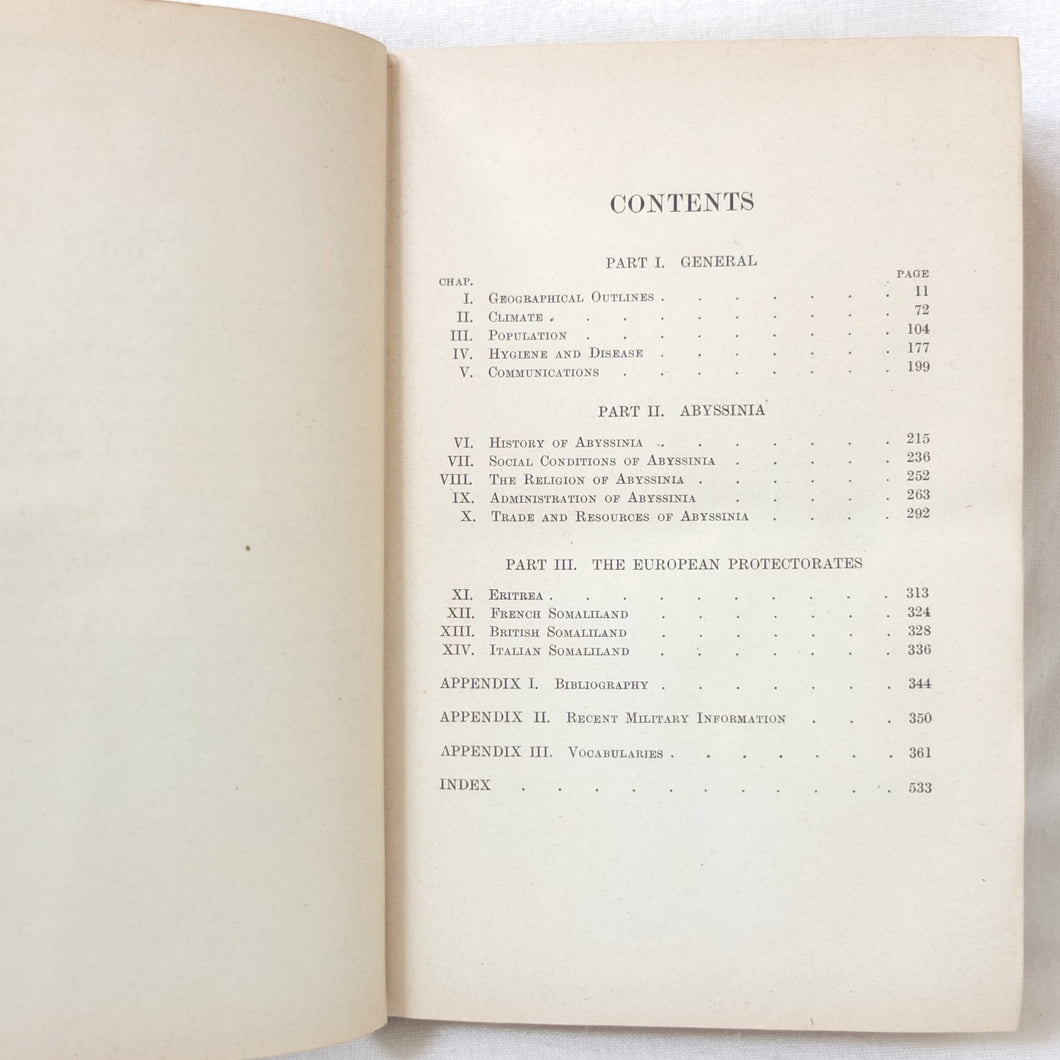 CONTENTS
PART I. GENERAL
CHAP. PAGE
I. Geographical Outlines . . . . . . . 11
II. Climate . . . . . . . . . . 72
III. Population . . . . . . . . . 104
IV. Hygiene and Disease . . . . . . . 177
V. Communications . . . . . . . . 199
PART II. ABYSSINIA
VI. History of Abyssinia . . . . . . . 215
VII. Social Conditions of Abyssinia . . . . . 236
VIII. The Religion of Abyssinia . . . . . . 252
IX. Administration of Abyssinia . . . . . 263
X. Trade and Resources of Abyssinia . . . . 292
PART III. THE EUROPEAN PROTECTORATES
XI. Eritrea . . . . . . . . . . 313
XII. French Somaliland . . . . . . . 324
XIII. British Somaliland . . . . . . . 328
XIV. Italian Somaliland . . . . . . . 336
APPENDIX I. Bibliography . . . . . . . 344
APPENDIX II. Recent Military Information . . . 350
APPENDIX III. Vocabularies . . . . . . . 361
INDEX . . . . . . . . . . . 533